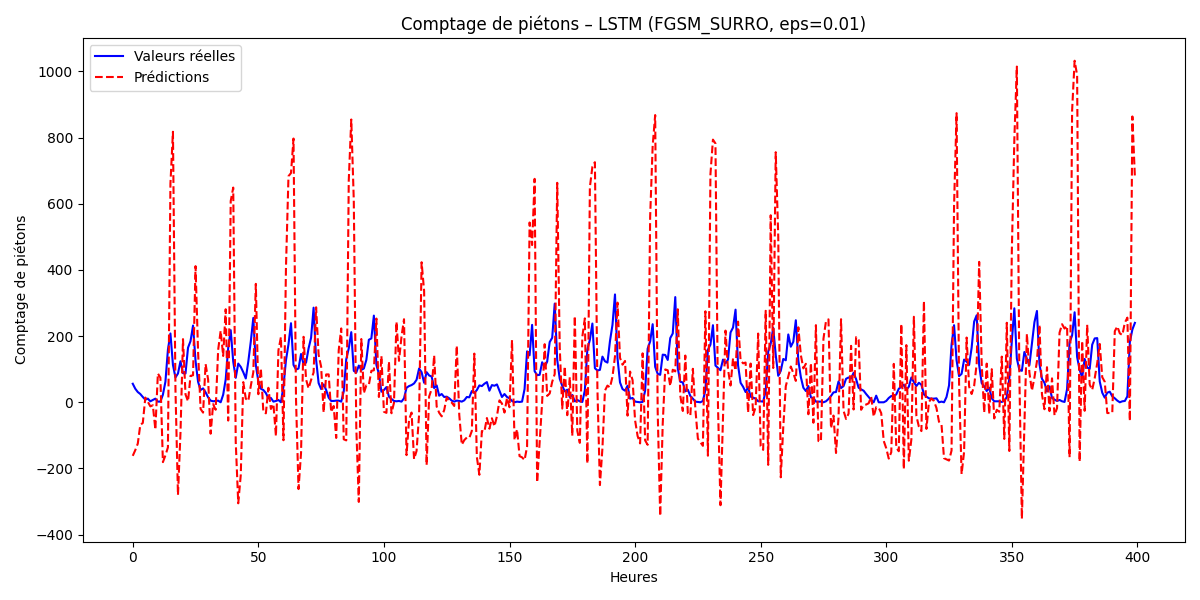 Comptage de piétons – LSTM (FGSM_SURRO, eps=0.01)
Valeurs réelles
Prédictions
Comptage de piétons
1000
800
600
400
200
0
−200
−400
0 50 100 150 200 250 300 350 400
Heures